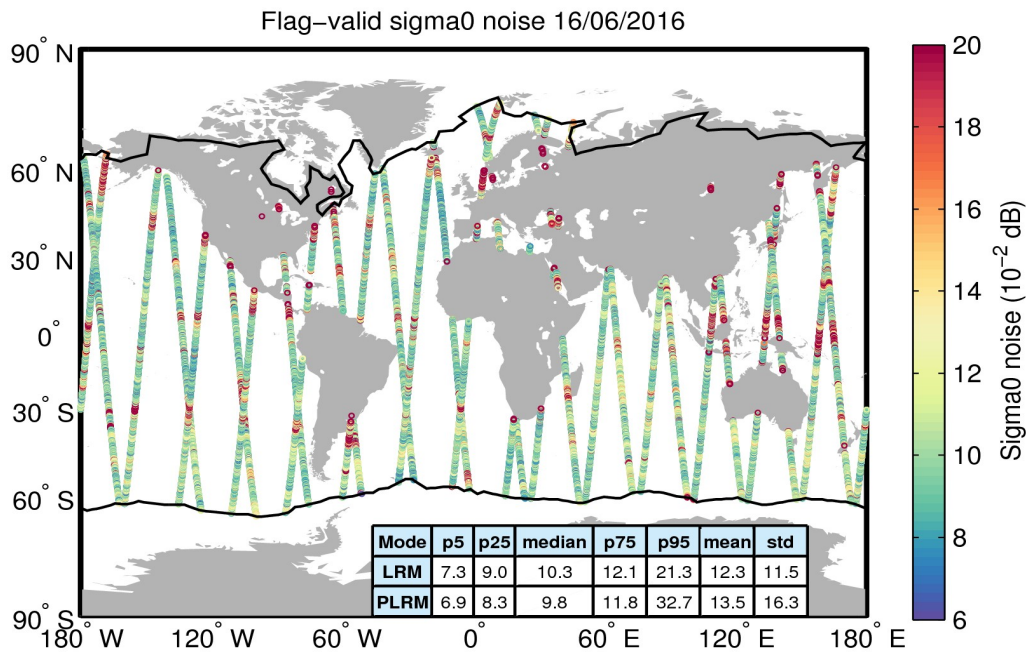 Flag−valid sigma0 noise 16/06/2016
90° N
60° N
30° N
0°
30° S
60° S
90° S
180° W
120° W
60° W
0°
60° E
120° E
180° E
Mode p5 p25 median p75 p95 mean std
LRM 7.3 9.0 10.3 12.1 21.3 12.3 11.5
PLRM 6.9 8.3 9.8 11.8 32.7 13.5 16.3
20
18
16
14
12
10
8
6
Sigma0 noise (10⁻² dB)